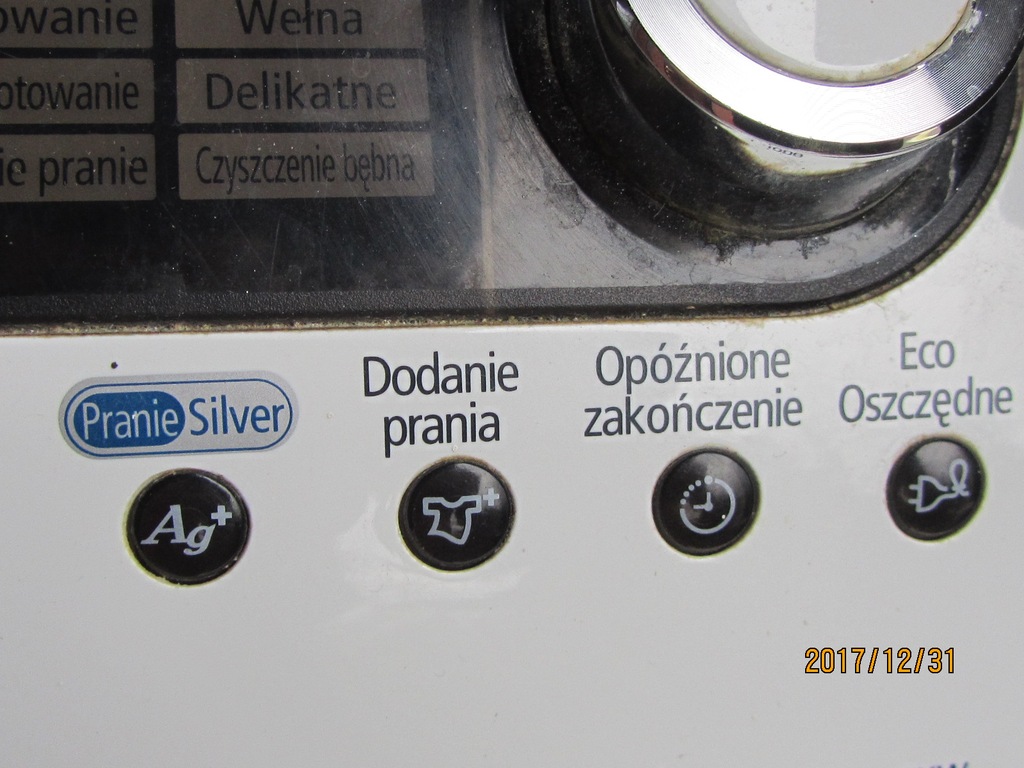 owanie Wełna
otowanie Delikatne
ie pranie Czyszczenie bębna
Pranie Silver
Dodanie
prania
Opóźnione
zakończenie
Eco
Oszczędne
Ag+
2017/12/31